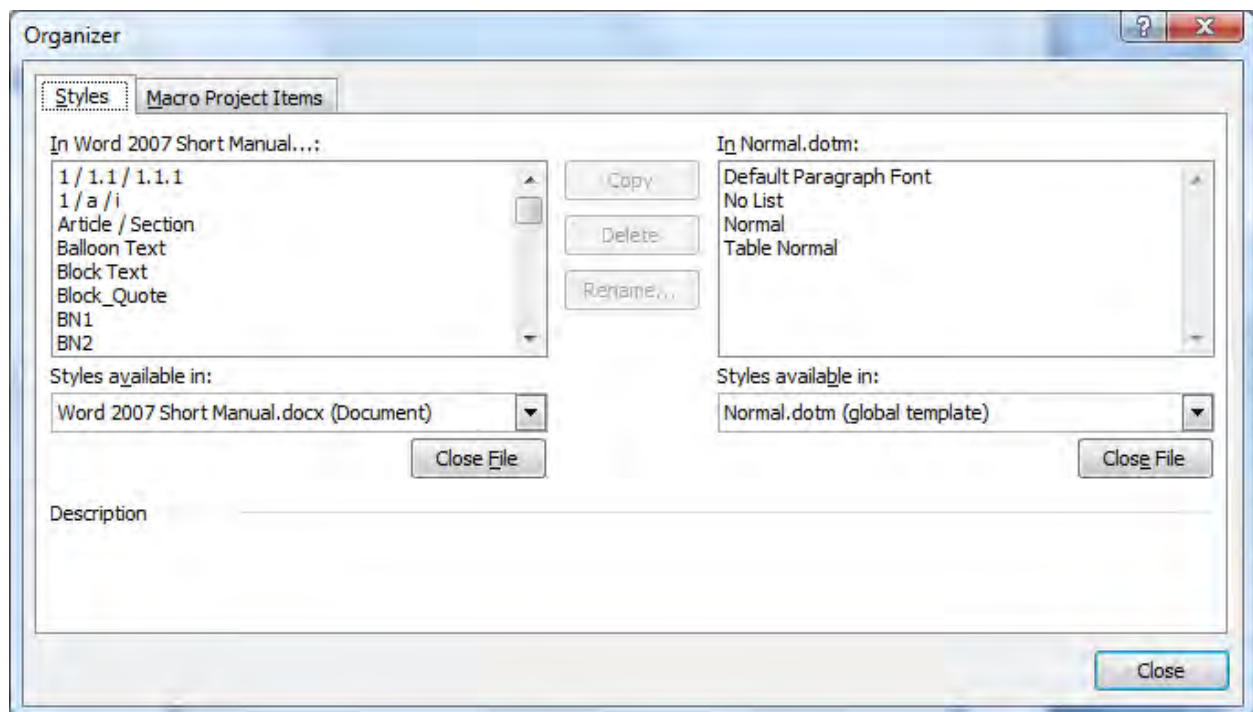 Organizer
Styles
Macro Project Items
In Word 2007 Short Manual...:
1 / 1.1 / 1.1.1
1 / a / i
Article / Section
Balloon Text
Block Text
Block_Quote
BN1
BN2
Copy
Delete
Rename...
In Normal.dotm:
Default Paragraph Font
No List
Normal
Table Normal
Styles available in:
Word 2007 Short Manual.docx (Document)
Close File
Styles available in:
Normal.dotm (global template)
Close File
Description
Close